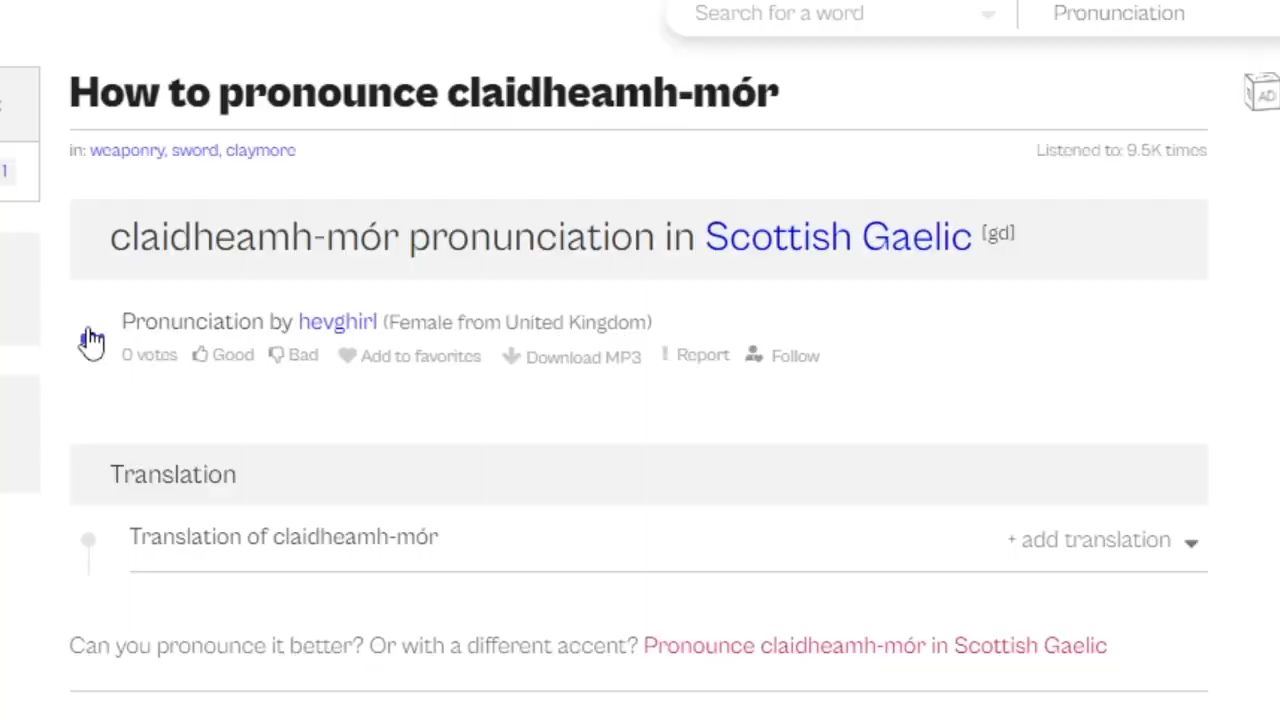 Search for a word
Pronunciation
How to pronounce claidheamh-mór
AD
in: weaponry, sword, claymore
Listened to: 9.5K times
1
claidheamh-mór pronunciation in Scottish Gaelic [gd]
Pronunciation by hevghirl (Female from United Kingdom)
0 votes Good Bad Add to favorites Download MP3 Report Follow
Translation
Translation of claidheamh-mór
+ add translation
Can you pronounce it better? Or with a different accent? Pronounce claidheamh-mór in Scottish Gaelic